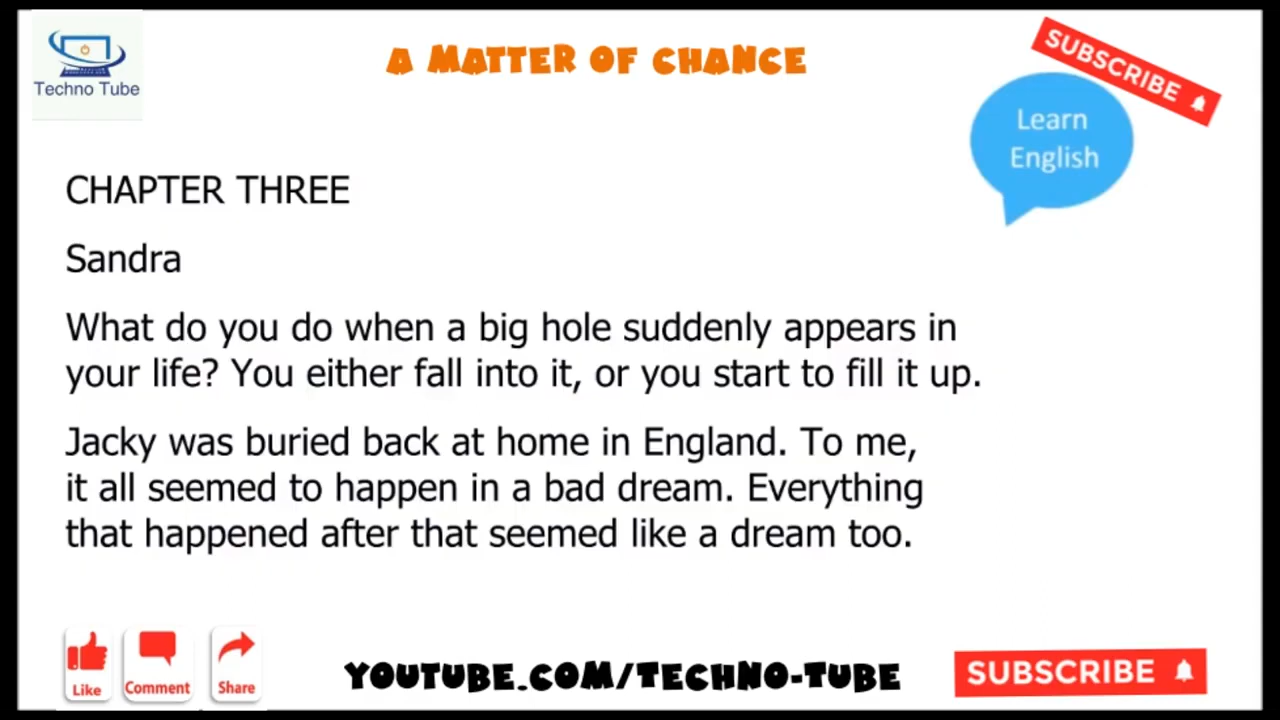 A MATTER OF CHANCE
SUBSCRIBE
Techno Tube
Learn
English
CHAPTER THREE
Sandra
What do you do when a big hole suddenly appears in
your life? You either fall into it, or you start to fill it up.
Jacky was buried back at home in England. To me,
it all seemed to happen in a bad dream. Everything
that happened after that seemed like a dream too.
Like
Comment
Share
YOUTUBE.COM/TECHNO-TUBE
SUBSCRIBE